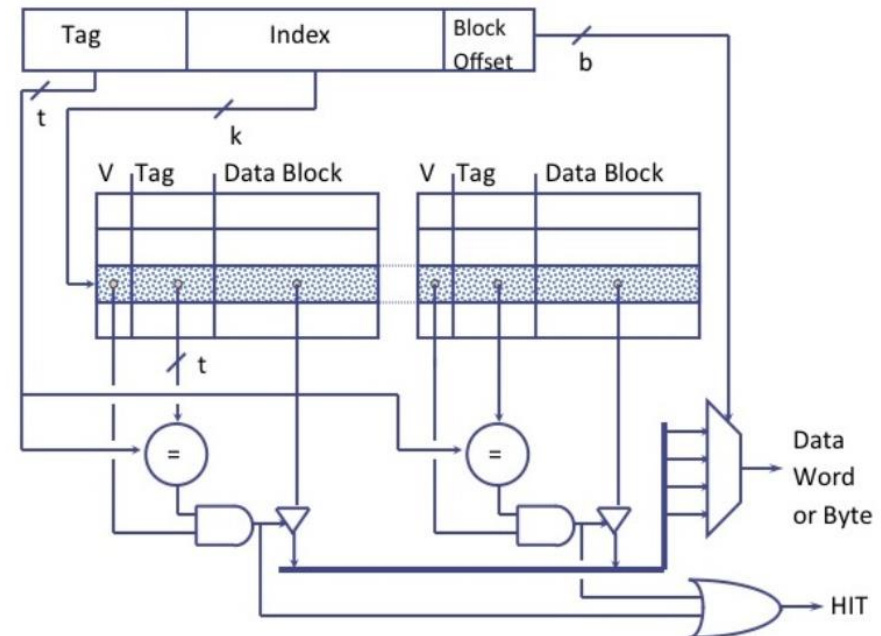 Tag Index Block
Offset
b
t
k
V Tag Data Block V Tag Data Block
t
= =
Data
Word
or Byte
HIT